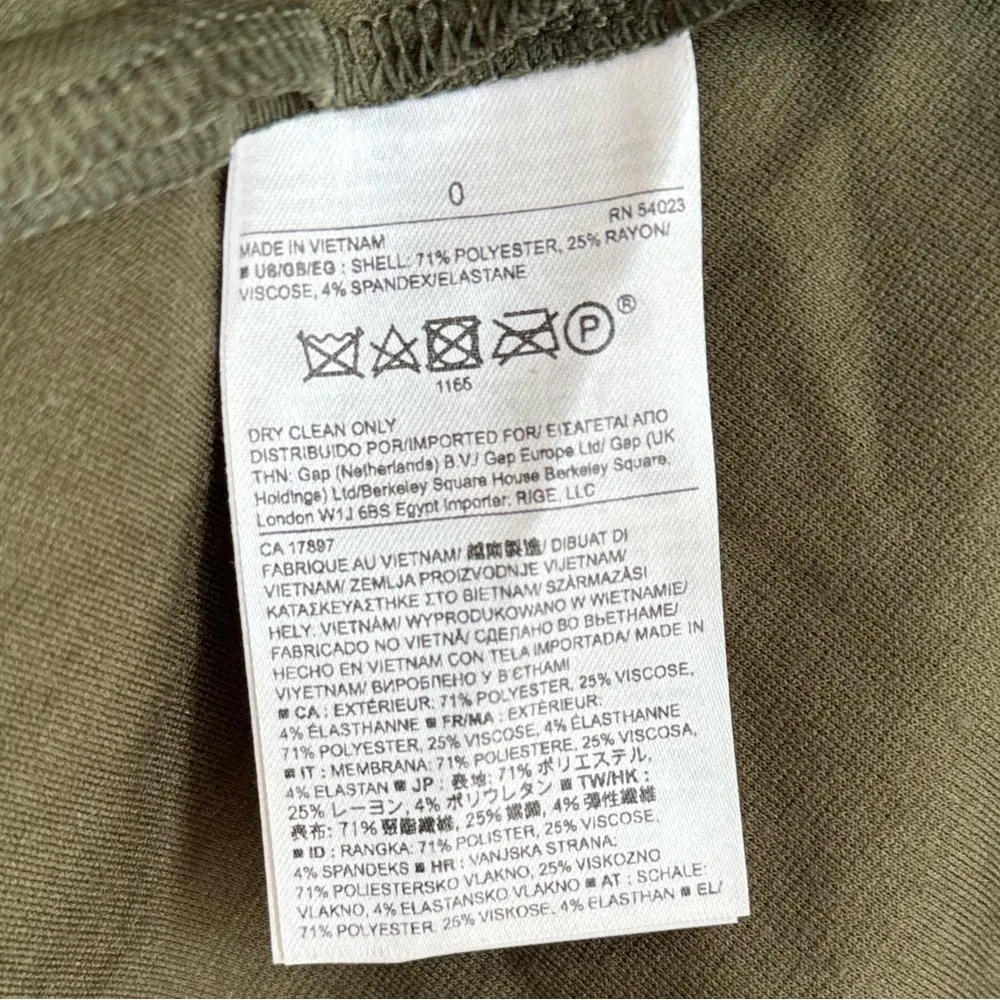 0
RN 54023
MADE IN VIETNAM
■ US/GB/EG : SHELL: 71% POLYESTER, 25% RAYON/
VISCOSE, 4% SPANDEX/ELASTANE
P ®
1166
DRY CLEAN ONLY
DISTRIBUIDO POR/IMPORTED FOR/ ΕΙΣΑΓΕΤΑΙ ΑΠΟ
ΤΗΝ: Gap (Netherlands) B.V./ Gap Europe Ltd/ Gap (UK
Holdings) Ltd/Berkeley Square House Berkeley Square,
London W1J 6BS Egypt Importer: RIGE, LLC
CA 17897
FABRIQUE AU VIETNAM/ 越南製造/ DIBUAT DI
VIETNAM/ ZEMLJA PROIZVODNJE VIJETNAM/
ΚΑΤΑΣΚΕΥΑΣΤΗΚΕ ΣΤΟ ΒΙΕΤΝΑΜ/ SZÁRMAZÁSI
HELY: VIETNÁM/ WYPRODUKOWANO W WIETNAMIE/
FABRICADO NO VIETNÃ/ СДЕЛАНО ВО ВЬЕТНАМЕ/
HECHO EN VIETNAM CON TELA IMPORTADA/ MADE IN
VIYETNAM/ ВИРОБЛЕНО У В'ЄТНАМІ
■ CA : EXTÉRIEUR: 71% POLYESTER, 25% VISCOSE,
4% ÉLASTHANNE ■ FR/MA : EXTÉRIEUR:
71% POLYESTER, 25% VISCOSE, 4% ÉLASTHANNE
■ IT : MEMBRANA: 71% POLIESTERE, 25% VISCOSA,
4% ELASTAN ■ JP : 表地: 71% ポリエステル,
25% レーヨン, 4% ポリウレタン ■ TW/HK :
表布: 71% 聚酯纖維, 25% 嫘縈, 4% 彈性纖維
■ ID : RANGKA: 71% POLISTER, 25% VISCOSE,
4% SPANDEKS ■ HR : VANJSKA STRANA:
71% POLIESTERSKO VLAKNO, 25% VISKOZNO
VLAKNO, 4% ELASTANSKO VLAKNO ■ AT : SCHALE:
71% POLYESTER, 25% VISKOSE, 4% ELASTHAN ■ EL/